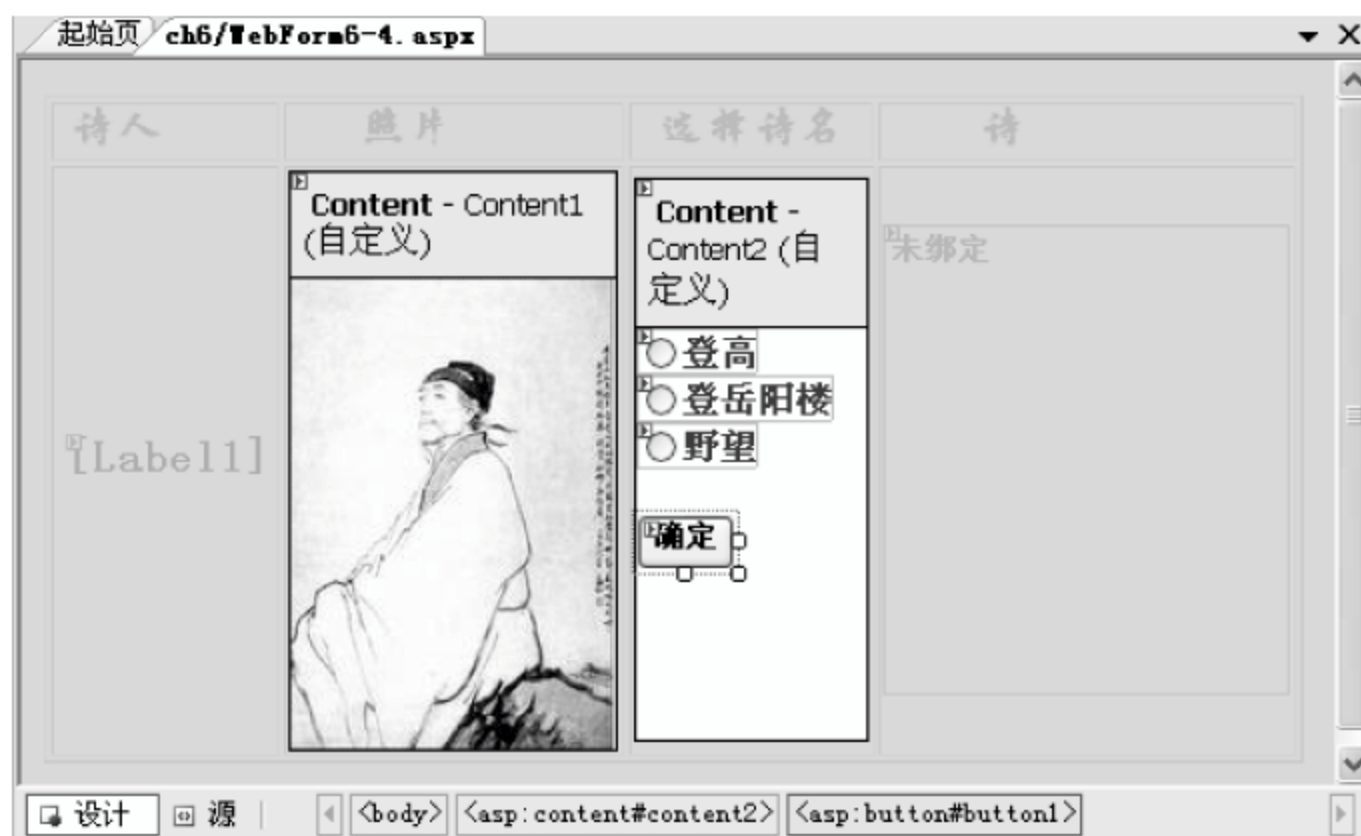 起始页 ch6/WebForm6-4.aspx
诗人 照片 选择诗名 诗
Content - Content1
(自定义)
Content -
Content2 (自
定义)
未绑定
登高
登岳阳楼
野望
[Label1]
确定
设计 源 <body> <asp:content#content2> <asp:button#button1>